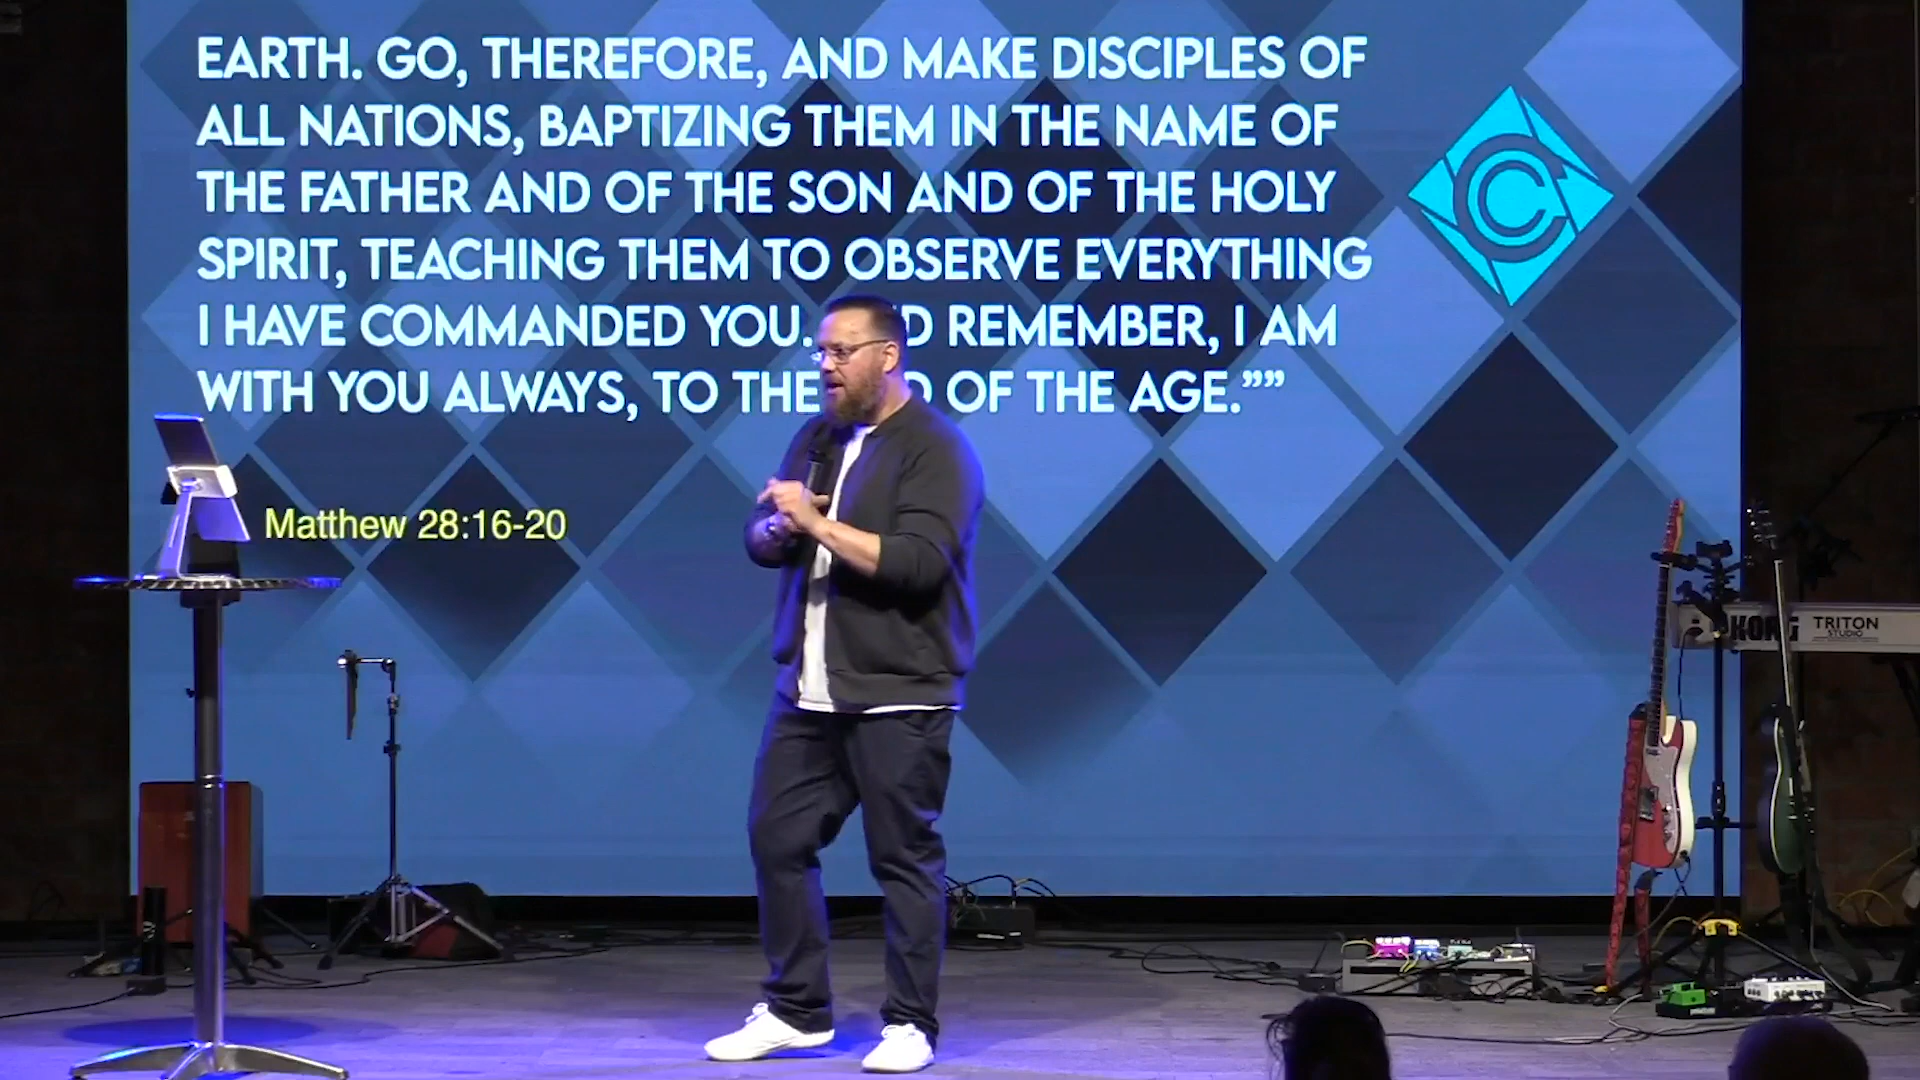 EARTH. GO, THEREFORE, AND MAKE DISCIPLES OF
ALL NATIONS, BAPTIZING THEM IN THE NAME OF
THE FATHER AND OF THE SON AND OF THE HOLY
SPIRIT, TEACHING THEM TO OBSERVE EVERYTHING
I HAVE COMMANDED YOU. REMEMBER, I AM
WITH YOU ALWAYS, TO THE OF THE AGE.””
Matthew 28:16-20
KORG TRITON
STUDIO